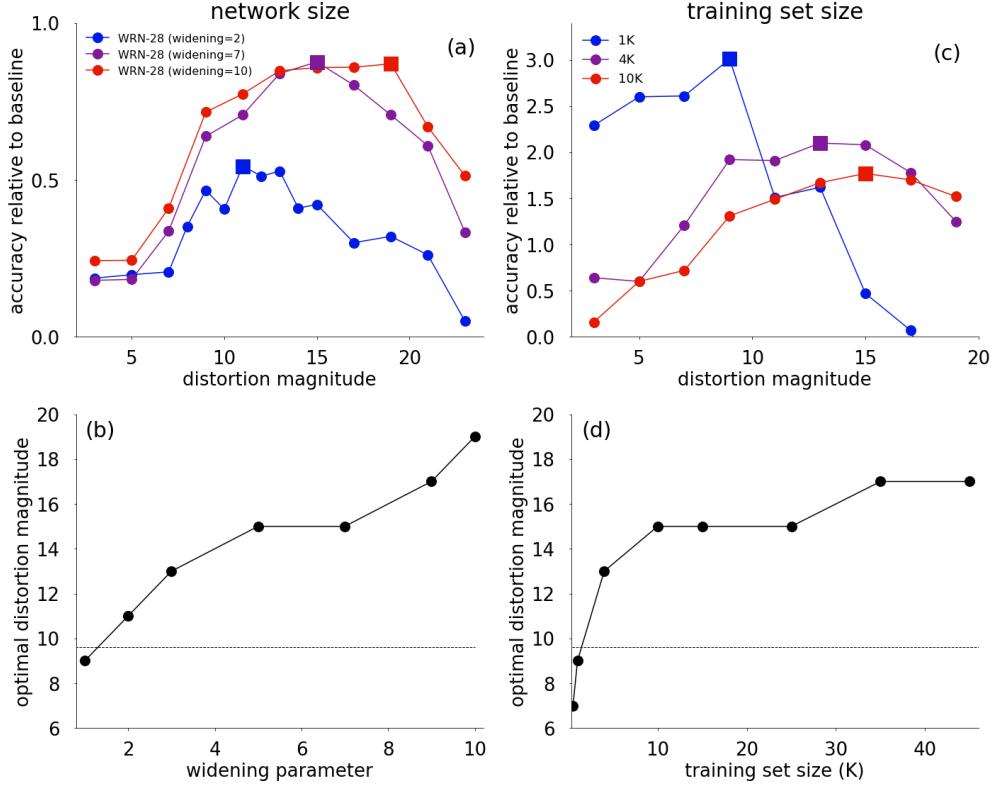 network size
1.0
0.5
0.0
accuracy relative to baseline
WRN-28 (widening=2)
WRN-28 (widening=7)
WRN-28 (widening=10)
(a)
5 10 15 20
distortion magnitude
training set size
3.0
2.5
2.0
1.5
1.0
0.5
0.0
accuracy relative to baseline
1K
4K
10K
(c)
5 10 15 20
distortion magnitude
20
18
16
14
12
10
8
6
optimal distortion magnitude
(b)
2 4 6 8 10
widening parameter
20
18
16
14
12
10
8
6
optimal distortion magnitude
(d)
10 20 30 40
training set size (K)